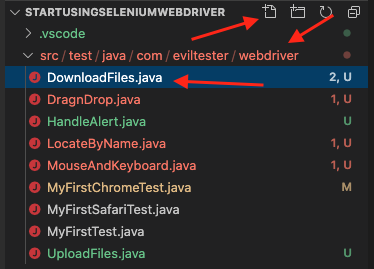 STARTUSINGSELENIUMWEBDRIVER
.vscode
src / test / java / com / eviltester / webdriver
DownloadFiles.java 2, U
DragnDrop.java 1, U
HandleAlert.java U
LocateByName.java 1, U
MouseAndKeyboard.java 1, U
MyFirstChromeTest.java M
MyFirstSafariTest.java
MyFirstTest.java
UploadFiles.java U